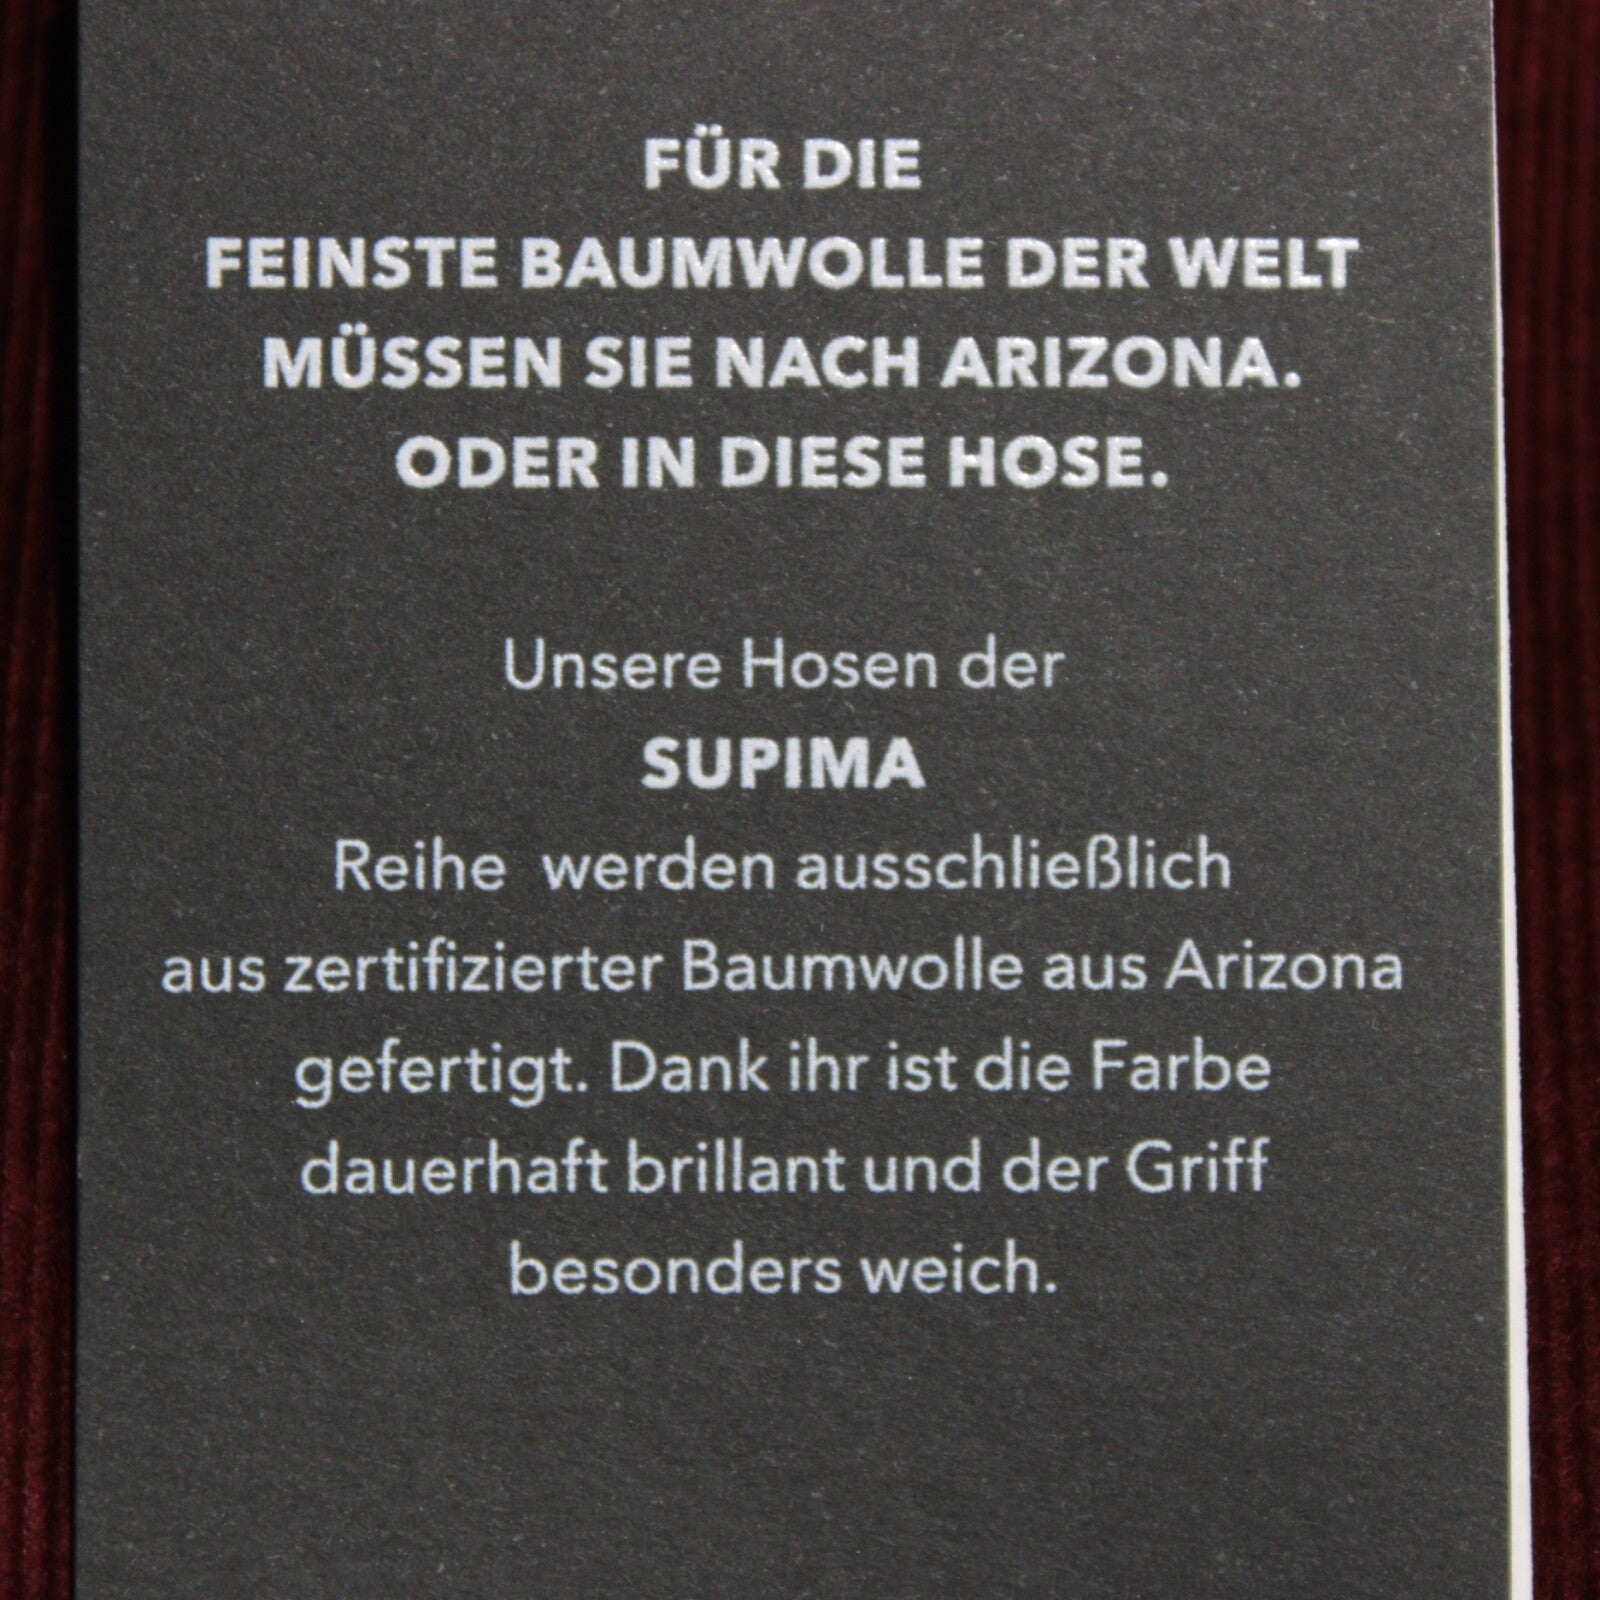 FÜR DIE
FEINSTE BAUMWOLLE DER WELT
MÜSSEN SIE NACH ARIZONA.
ODER IN DIESE HOSE.
Unsere Hosen der
SUPIMA
Reihe werden ausschließlich
aus zertifizierter Baumwolle aus Arizona
gefertigt. Dank ihr ist die Farbe
dauerhaft brillant und der Griff
besonders weich.